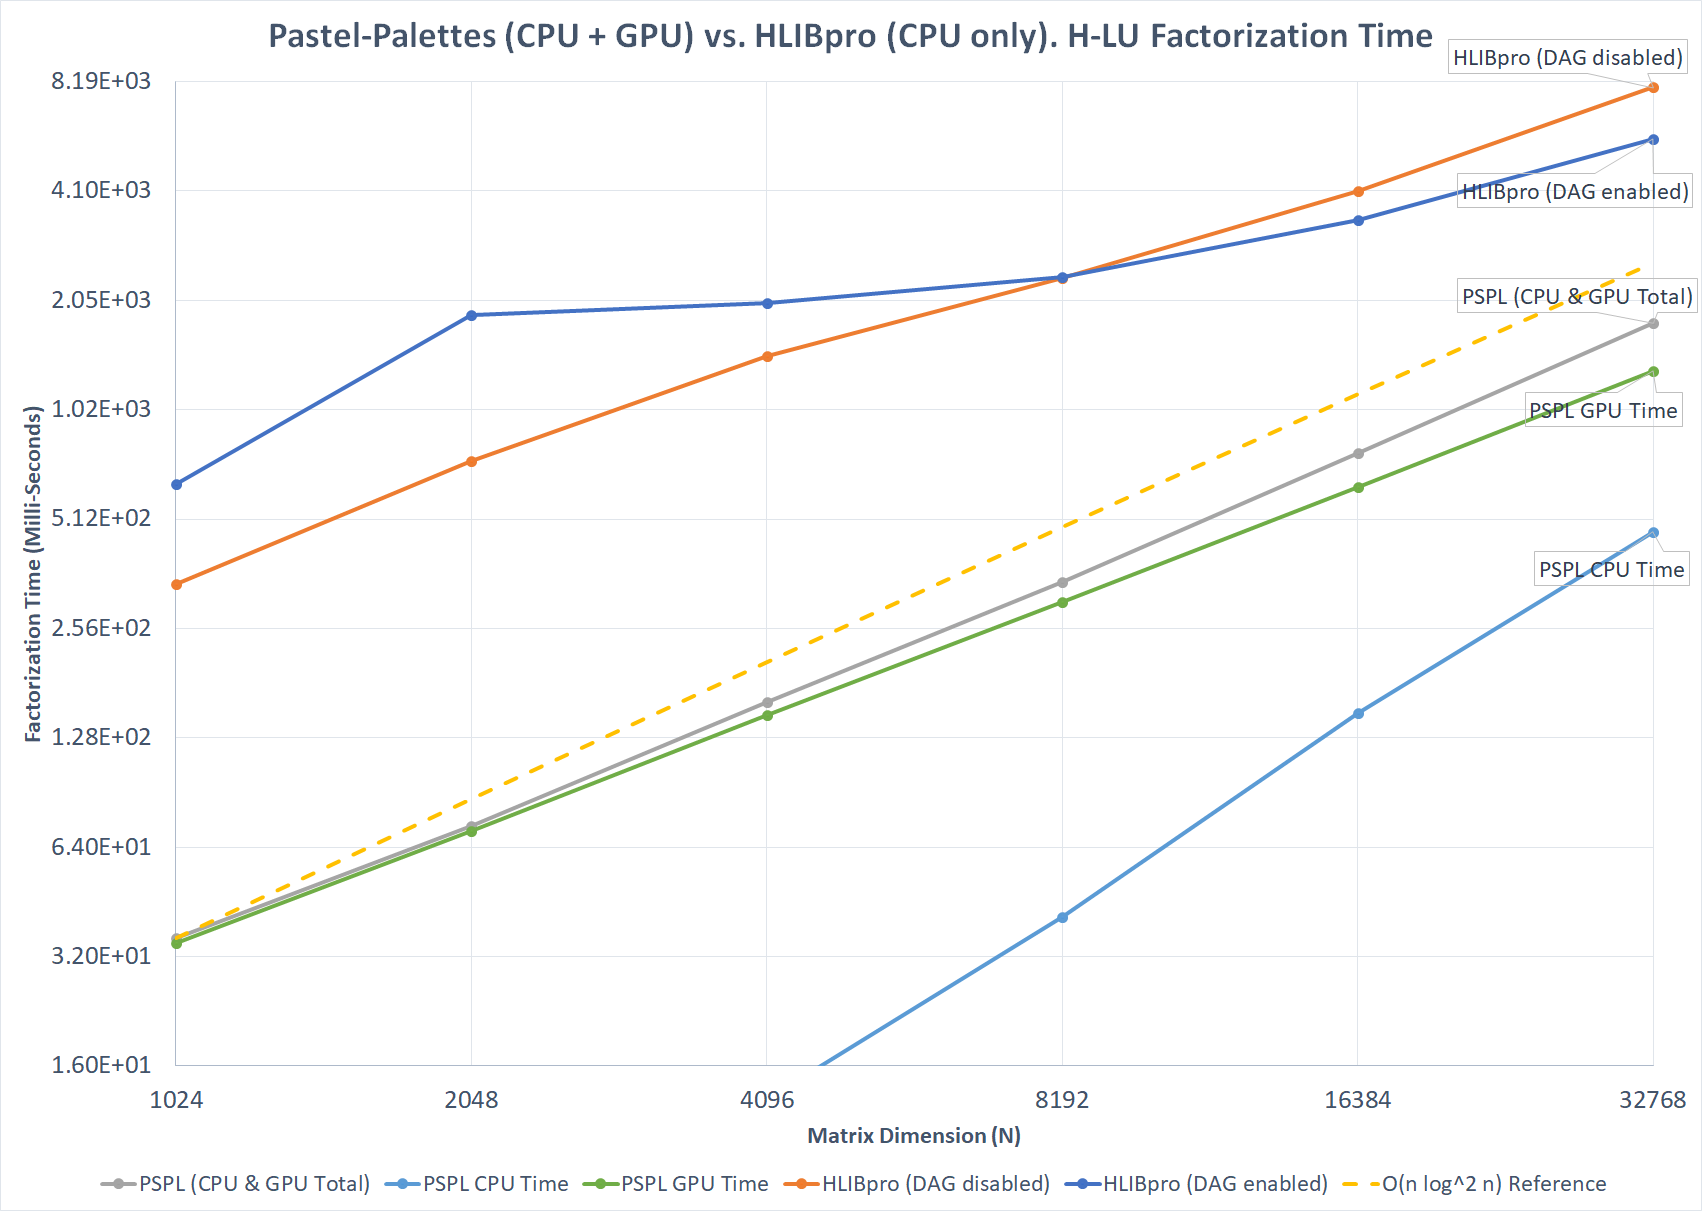 Pastel-Palettes (CPU + GPU) vs. HLIBpro (CPU only). H-LU Factorization Time
HLIBpro (DAG disabled)
8.19E+03
4.10E+03
HLIBpro (DAG enabled)
2.05E+03
PSPL (CPU & GPU Total)
1.02E+03
PSPL GPU Time
5.12E+02
PSPL CPU Time
2.56E+02
1.28E+02
6.40E+01
3.20E+01
1.60E+01
Factorization Time (Milli-Seconds)
1024 2048 4096 8192 16384 32768
Matrix Dimension (N)
PSPL (CPU & GPU Total) PSPL CPU Time PSPL GPU Time HLIBpro (DAG disabled) HLIBpro (DAG enabled) O(n log^2 n) Reference